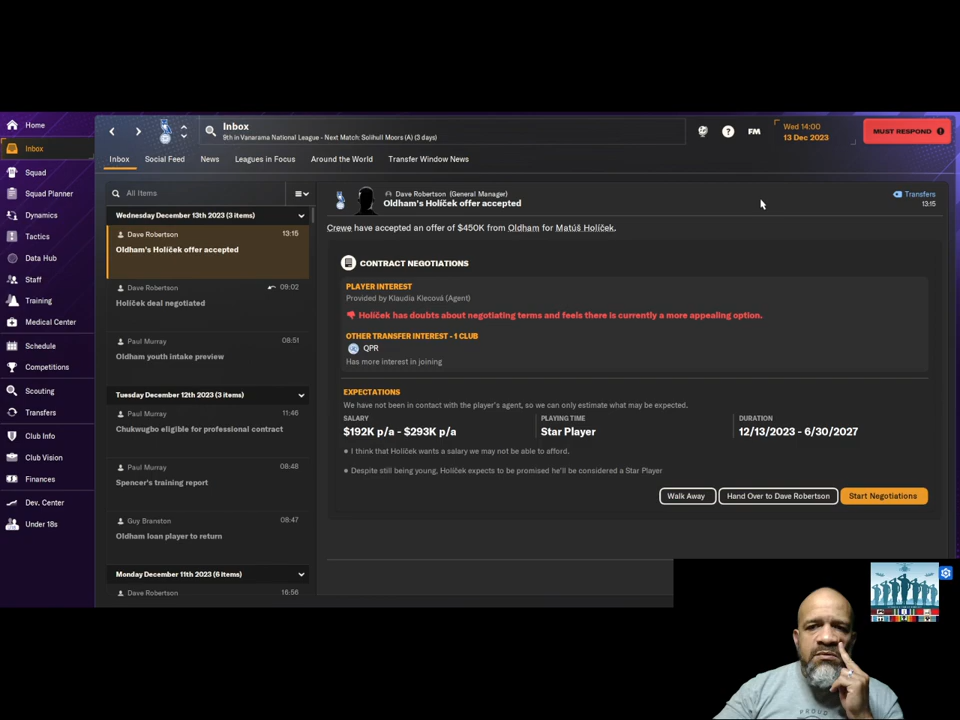 Home
Inbox
Squad
Squad Planner
Dynamics
Tactics
Data Hub
Staff
Training
Medical Center
Schedule
Competitions
Scouting
Transfers
Club Info
Club Vision
Finances
Dev. Center
Under 18s
Inbox
9th in Vanarama National League - Next Match: Solihull Moors (A) (3 days)
?
FM
Wed 14:00
13 Dec 2023
MUST RESPOND
Inbox
Social Feed
News
Leagues in Focus
Around the World
Transfer Window News
All Items
Wednesday December 13th 2023 (3 items)
Dave Robertson 13:15
Oldham's Holíček offer accepted
Dave Robertson 09:02
Holíček deal negotiated
Paul Murray 08:51
Oldham youth intake preview
Tuesday December 12th 2023 (3 items)
Paul Murray 11:46
Chukwugbo eligible for professional contract
Paul Murray 08:48
Spencer's training report
Guy Branston 08:47
Oldham loan player to return
Monday December 11th 2023 (6 items)
Dave Robertson 16:56
Dave Robertson (General Manager)
Oldham's Holíček offer accepted
Transfers
13:15
Crewe have accepted an offer of $450K from Oldham for Matúš Holíček.
CONTRACT NEGOTIATIONS
PLAYER INTEREST
Provided by Klaudia Klecová (Agent)
Holíček has doubts about negotiating terms and feels there is currently a more appealing option.
OTHER TRANSFER INTEREST - 1 CLUB
QPR
Has more interest in joining
EXPECTATIONS
We have not been in contact with the player's agent, so we can only estimate what may be expected.
SALARY
$192K p/a - $293K p/a
PLAYING TIME
Star Player
DURATION
12/13/2023 - 6/30/2027
I think that Holíček wants a salary we may not be able to afford.
Despite still being young, Holíček expects to be promised he'll be considered a Star Player
Walk Away
Hand Over to Dave Robertson
Start Negotiations
PROUD